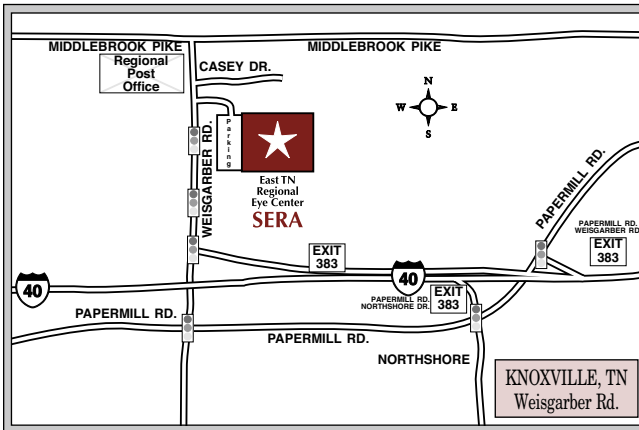 MIDDLEBROOK PIKE
MIDDLEBROOK PIKE
Regional
Post
Office
CASEY DR.
N
W
E
S
Parking
WEISGARBER RD.
East TN
Regional
Eye Center
SERA
PAPERMILL RD.
PAPERMILL RD.
WEISGARBER RD.
EXIT
383
EXIT
383
40
40
EXIT
383
PAPERMILL RD.
NORTHSHORE DR.
PAPERMILL RD.
PAPERMILL RD.
NORTHSHORE
KNOXVILLE, TN
Weisgarber Rd.